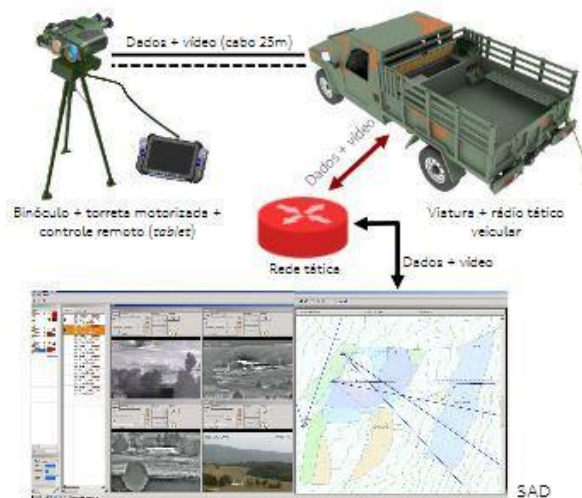 Dados + vídeo (cabo 25m)
Dados + vídeo
Binóculo + torreta motorizada +
controle remoto (tablet)
Viatura + rádio tático
veicular
Rede tática
Dados + vídeo
SAD